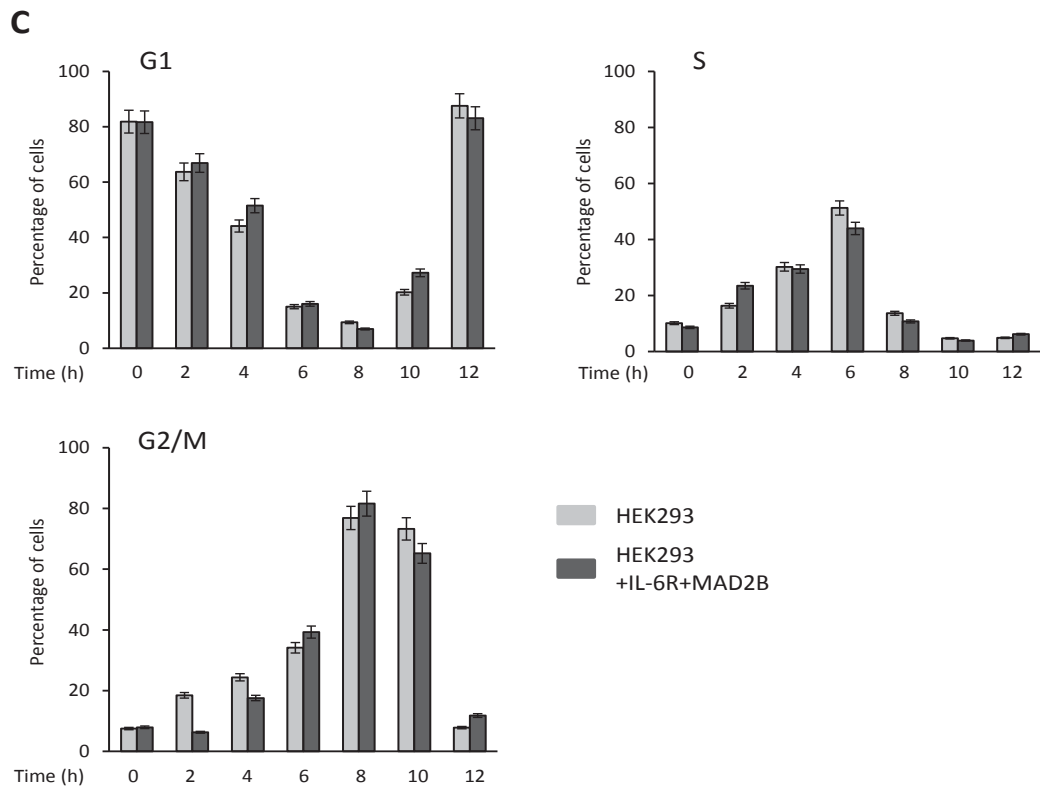 C
G1
100
80
60
40
20
0
Percentage of cells
Time (h) 0 2 4 6 8 10 12
S
100
80
60
40
20
0
Percentage of cells
Time (h) 0 2 4 6 8 10 12
G2/M
100
80
60
40
20
0
Percentage of cells
Time (h) 0 2 4 6 8 10 12
HEK293
HEK293
+IL-6R+MAD2B